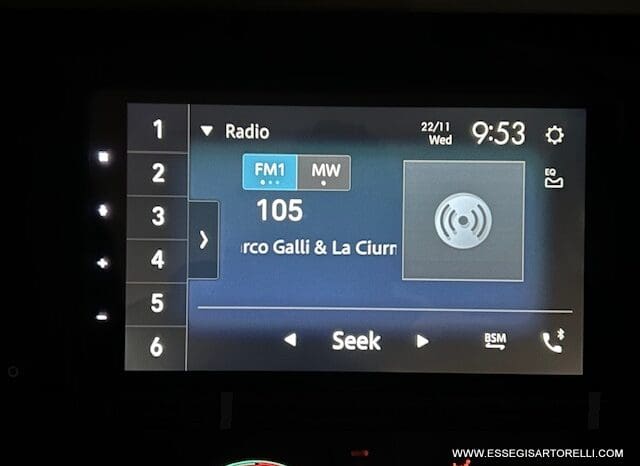 1
2
3
4
5
6
Radio
22/11
Wed
9:53
EQ
FM1
MW
105
rco Galli & La Ciur
Seek
BSM
WWW.ESSEGISARTORELLI.COM